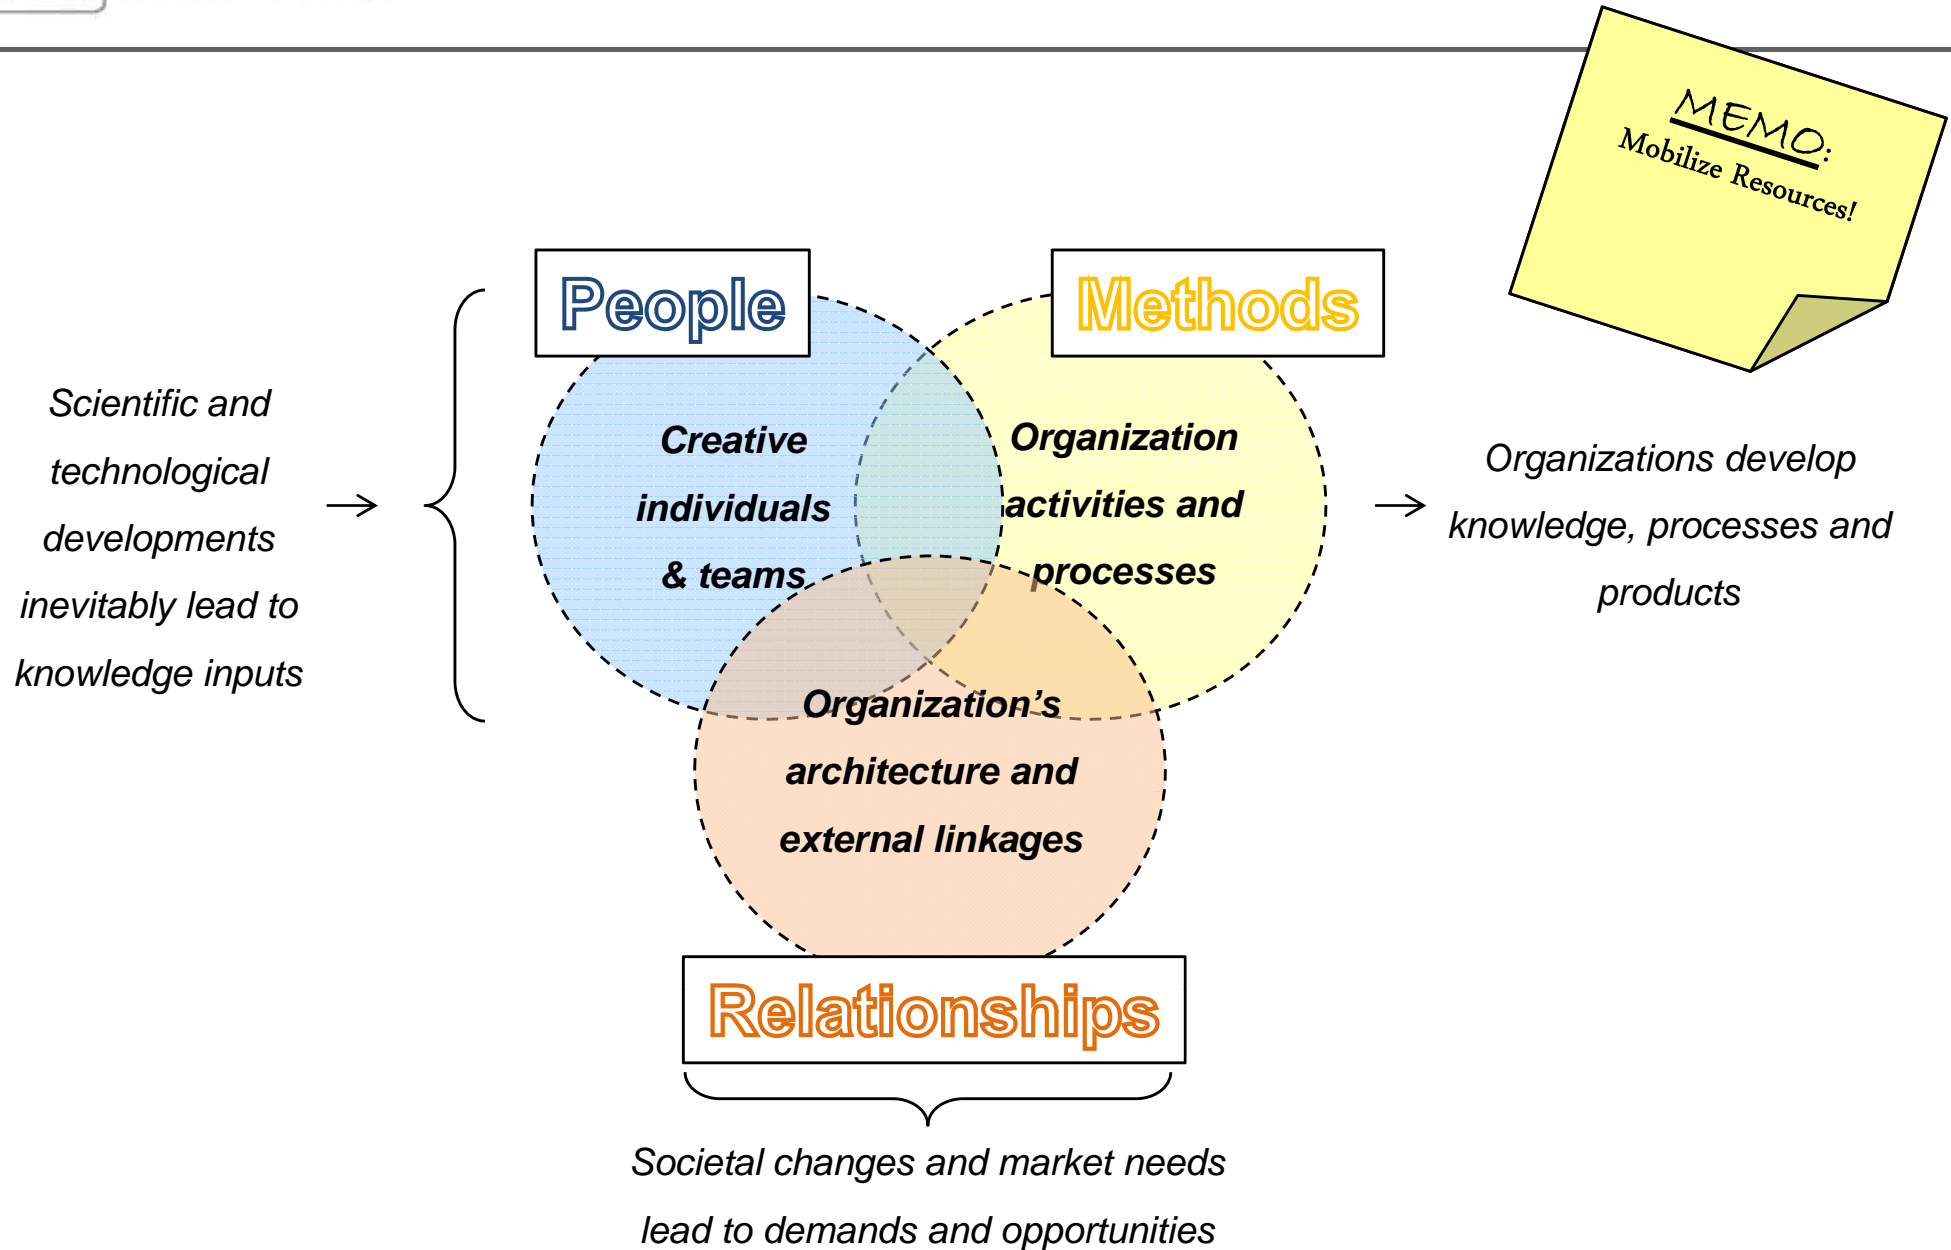 MEMO:
Mobilize Resources!
People
Methods
Scientific and
technological
developments
inevitably lead to
knowledge inputs
Creative
individuals
& teams
Organization
activities and
processes
Organizations develop
knowledge, processes and
products
Organization’s
architecture and
external linkages
Relationships
Societal changes and market needs
lead to demands and opportunities